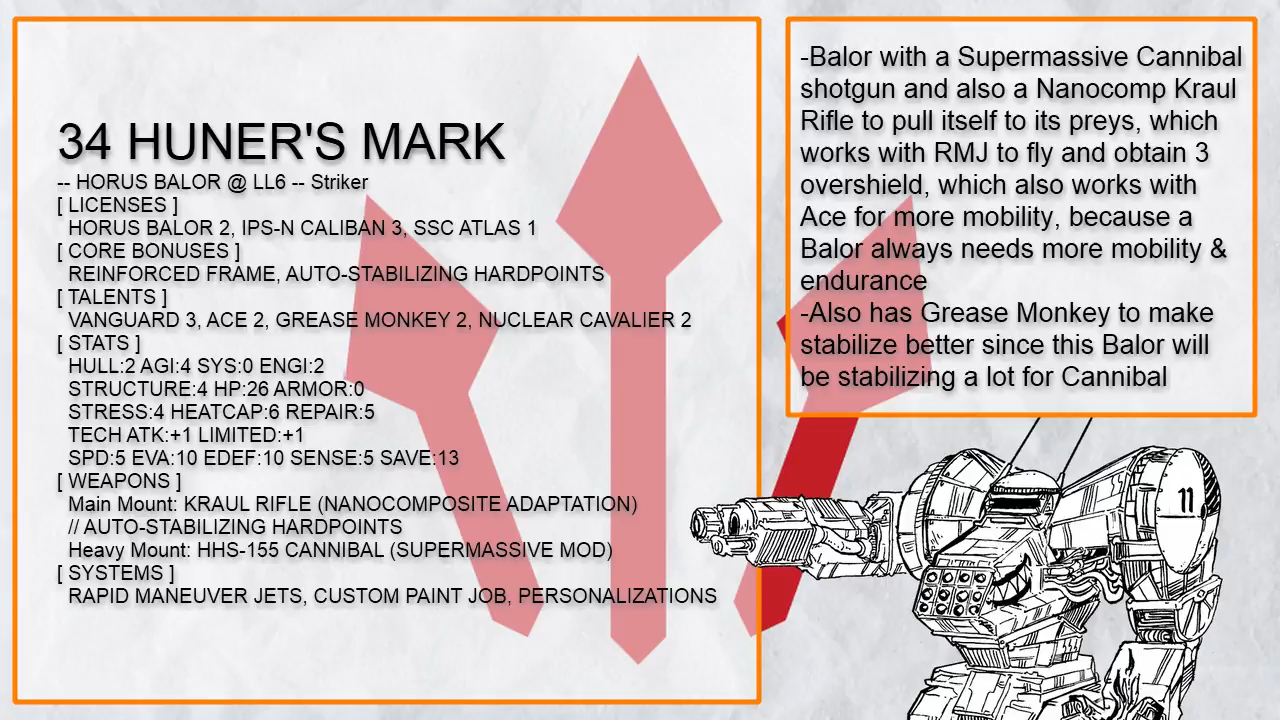 34 HUNER'S MARK
-- HORUS BALOR @ LL6 -- Striker
[ LICENSES ]
HORUS BALOR 2, IPS-N CALIBAN 3, SSC ATLAS 1
[ CORE BONUSES ]
REINFORCED FRAME, AUTO-STABILIZING HARDPOINTS
[ TALENTS ]
VANGUARD 3, ACE 2, GREASE MONKEY 2, NUCLEAR CAVALIER 2
[ STATS ]
HULL:2 AGI:4 SYS:0 ENGI:2
STRUCTURE:4 HP:26 ARMOR:0
STRESS:4 HEATCAP:6 REPAIR:5
TECH ATK:+1 LIMITED:+1
SPD:5 EVA:10 EDEF:10 SENSE:5 SAVE:13
[ WEAPONS ]
Main Mount: KRAUL RIFLE (NANOCOMPOSITE ADAPTATION)
// AUTO-STABILIZING HARDPOINTS
Heavy Mount: HHS-155 CANNIBAL (SUPERMASSIVE MOD)
[ SYSTEMS ]
RAPID MANEUVER JETS, CUSTOM PAINT JOB, PERSONALIZATIONS
-Balor with a Supermassive Cannibal
shotgun and also a Nanocomp Kraul
Rifle to pull itself to its preys, which
works with RMJ to fly and obtain 3
overshield, which also works with
Ace for more mobility, because a
Balor always needs more mobility &
endurance
-Also has Grease Monkey to make
stabilize better since this Balor will
be stabilizing a lot for Cannibal
11